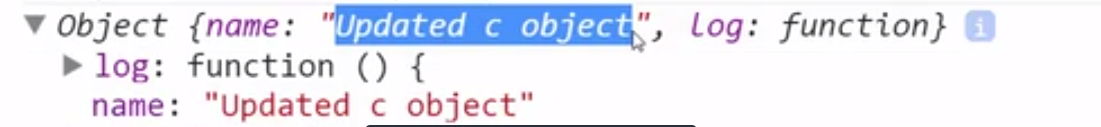 ▼ Object {name: "Updated c object", log: function} i
▶ log: function () {
name: "Updated c object"